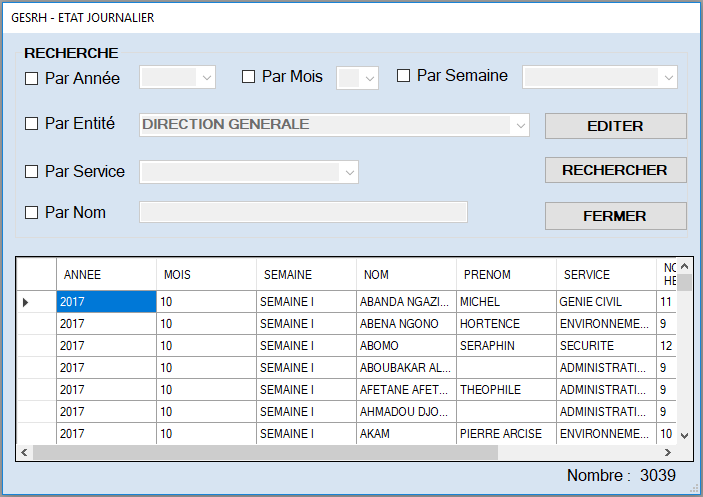 GESRH - ETAT JOURNALIER
RECHERCHE
Par Année Par Mois Par Semaine
Par Entité DIRECTION GENERALE EDITER
Par Service RECHERCHER
Par Nom FERMER
ANNEE MOIS SEMAINE NOM PRENOM SERVICE
2017 10 SEMAINE I ABANDA NGAZI... MICHEL GENIE CIVIL 11
2017 10 SEMAINE I ABENA NGONO HORTENCE ENVIRONNEME... 9
2017 10 SEMAINE I ABOMO SERAPHIN SECURITE 12
2017 10 SEMAINE I ABOUBAKAR AL... ADMINISTRATI... 9
2017 10 SEMAINE I AFETANE AFET... THEOPHILE ADMINISTRATI... 9
2017 10 SEMAINE I AHMADOU DJO... ADMINISTRATI... 9
2017 10 SEMAINE I AKAM PIERRE ARCISE ENVIRONNEME... 10
Nombre : 3039